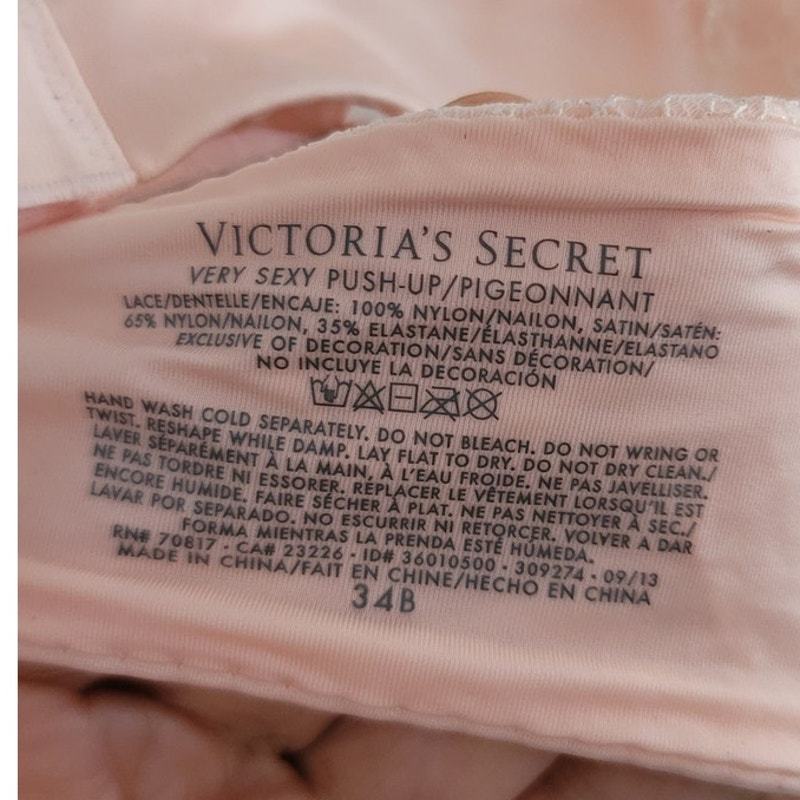 VICTORIA'S SECRET
VERY SEXY PUSH-UP/PIGEONNANT
LACE/DENTELLE/ENCAJE: 100% NYLON/NAILON, SATIN/SATÉN:
65% NYLON/NAILON, 35% ELASTANE/ÉLASTHANNE/ELASTANO
EXCLUSIVE OF DECORATION/SANS DÉCORATION/
NO INCLUYE LA DECORACIÓN
HAND WASH COLD SEPARATELY. DO NOT BLEACH. DO NOT WRING OR
TWIST. RESHAPE WHILE DAMP. LAY FLAT TO DRY. DO NOT DRY CLEAN./
LAVER SÉPARÉMENT À LA MAIN, À L'EAU FROIDE. NE PAS JAVELLISER.
NE PAS TORDRE NI ESSORER. REPLACER LE VÊTEMENT LORSQU'IL EST
ENCORE HUMIDE. FAIRE SÉCHER À PLAT. NE PAS NETTOYER À SEC./
LAVAR POR SEPARADO. NO ESCURRIR NI RETORCER. VOLVER A DAR
FORMA MIENTRAS LA PRENDA ESTÉ HÚMEDA.
RN# 70817 - CA# 23226 - ID# 36010500 - 309274 - 09/13
MADE IN CHINA/FAIT EN CHINE/HECHO EN CHINA
34B